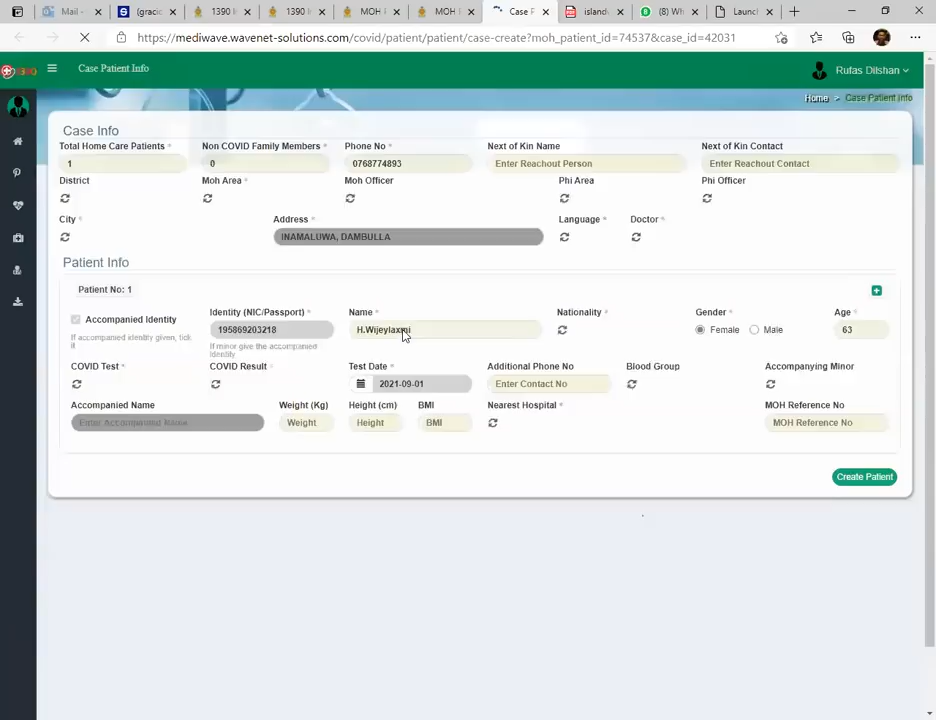 Mail -
(gracio
1390 I
1390 I
MOH F
MOH
Case P
island
(8) Wh
Launc
https://mediwave.wavenet-solutions.com/covid/patient/patient/case-create?moh_patient_id=74537&case_id=42031
1390
Case Patient Info
Rufas Dilshan
Home > Case Patient Info
Case Info
Total Home Care Patients * Non COVID Family Members * Phone No * Next of Kin Name Next of Kin Contact
1 0 0768774893 Enter Reachout Person Enter Reachout Contact
District Moh Area * Moh Officer Phi Area Phi Officer
City * Address * Language * Doctor *
INAMALUWA, DAMBULLA
Patient Info
Patient No: 1
Accompanied Identity Identity (NIC/Passport) * Name * Nationality * Gender * Age *
195869203218 H.Wijeylaxmi Female Male 63
If accompanied identity given, tick it
If minor give the accompanied Identity
COVID Test * COVID Result * Test Date * Additional Phone No Blood Group Accompanying Minor
2021-09-01 Enter Contact No
Accompanied Name Weight (Kg) Height (cm) BMI Nearest Hospital * MOH Reference No
Enter Accompanied Name Weight Height BMI MOH Reference No
Create Patient